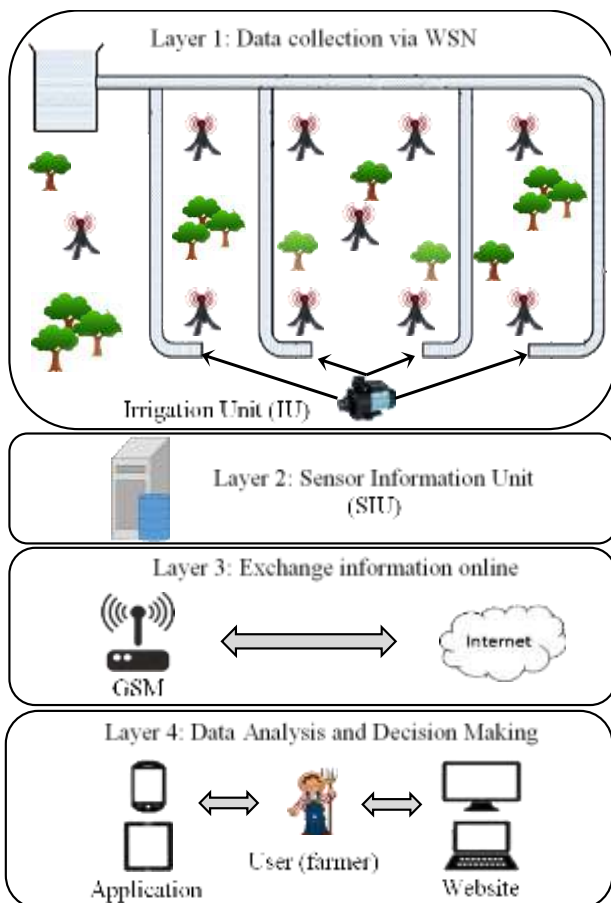 Layer 1: Data collection via WSN
Irrigation Unit (IU)
Layer 2: Sensor Information Unit
(SIU)
Layer 3: Exchange information online
Internet
GSM
Layer 4: Data Analysis and Decision Making
User (farmer)
Application
Website